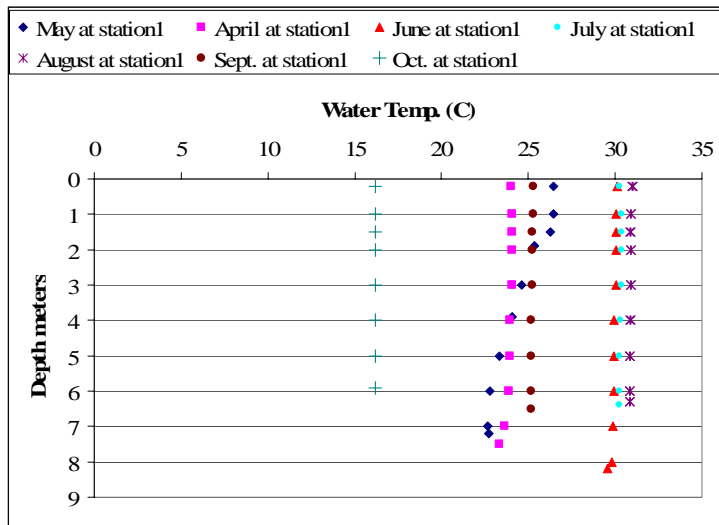 May at station1 April at station1 June at station1 July at station1
August at station1 Sept. at station1 Oct. at station1
Water Temp. (C)
0 5 10 15 20 25 30 35
Depth meters
0
1
2
3
4
5
6
7
8
9